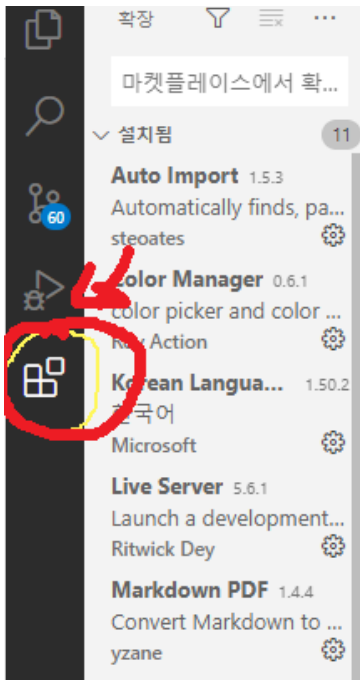 확장
마켓플레이스에서 확...
설치됨 11
60
Auto Import 1.5.3
Automatically finds, pa...
steoates
Color Manager 0.6.1
color picker and color ...
Action
Korean Langua... 1.50.2
한국어
Microsoft
Live Server 5.6.1
Launch a development...
Ritwick Dey
Markdown PDF 1.4.4
Convert Markdown to ...
yzane